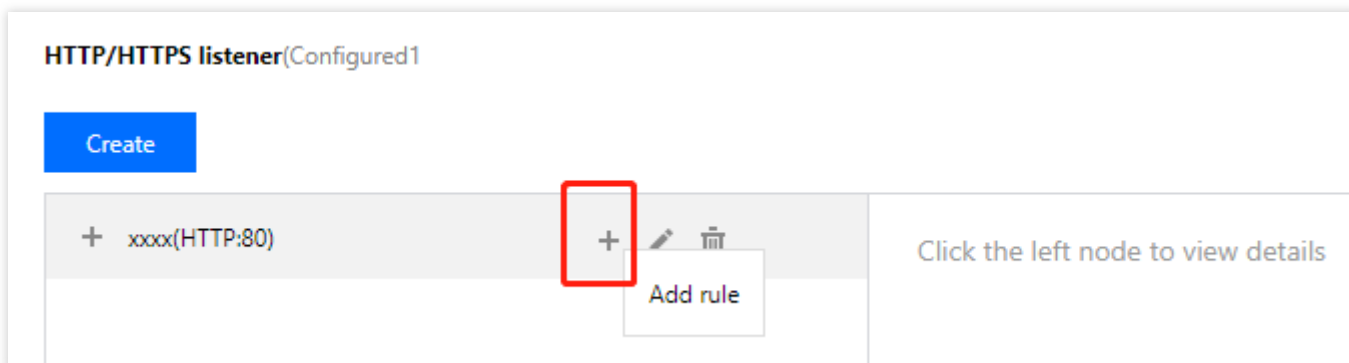 HTTP/HTTPS listener(Configured1
Create
xxxx(HTTP:80)
Click the left node to view details
Add rule